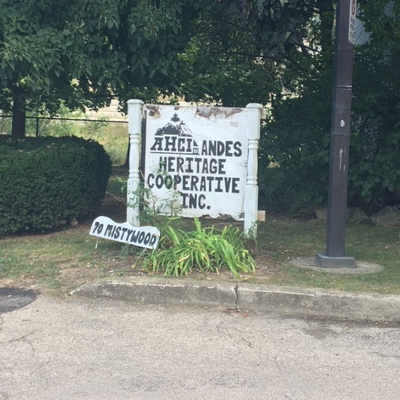 AHCI ANDES
HERITAGE
COOPERATIVE
INC.
70 MISTYWOOD